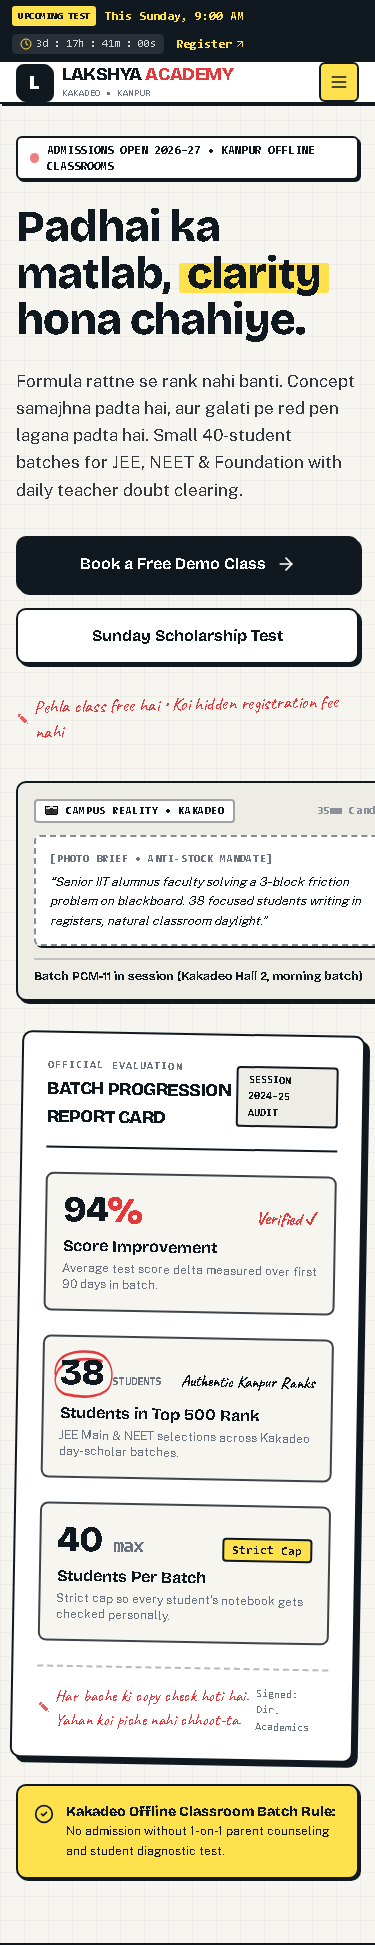 UPCOMING TEST This Sunday, 9:00 AM
3d : 17h : 41m : 00s Register ↗
L LAKSHYA ACADEMY
KAKADEO • KANPUR
ADMISSIONS OPEN 2026-27 • KANPUR OFFLINE
CLASSROOMS
Padhai ka
matlab, clarity
hona chahiye.
Formula rattne se rank nahi banti. Concept
samajhna padta hai, aur galati pe red pen
lagana padta hai. Small 40-student
batches for JEE, NEET & Foundation with
daily teacher doubt clearing.
Book a Free Demo Class →
Sunday Scholarship Test
Pehla class free hai • Koi hidden registration fee
nahi
CAMPUS REALITY • KAKADEO 35mm Cand
[PHOTO BRIEF • ANTI-STOCK MANDATE]
"Senior IIT alumnus faculty solving a 3-block friction
problem on blackboard. 38 focused students writing in
registers, natural classroom daylight."
Batch PCM-11 in session (Kakadeo Hall 2, morning batch)
OFFICIAL EVALUATION
BATCH PROGRESSION
REPORT CARD
SESSION
2024-25
AUDIT
94% Verified ✓
Score Improvement
Average test score delta measured over first
90 days in batch.
38 STUDENTS Authentic Kanpur Ranks
Students in Top 500 Rank
JEE Main & NEET selections across Kakadeo
day-scholar batches.
40 max Strict Cap
Students Per Batch
Strict cap so every student's notebook gets
checked personally.
Har bache ki copy check hoti hai.
Yahan koi piche nahi chhoot-ta.
Signed:
Dir.
Academics
Kakadeo Offline Classroom Batch Rule:
No admission without 1-on-1 parent counseling
and student diagnostic test.